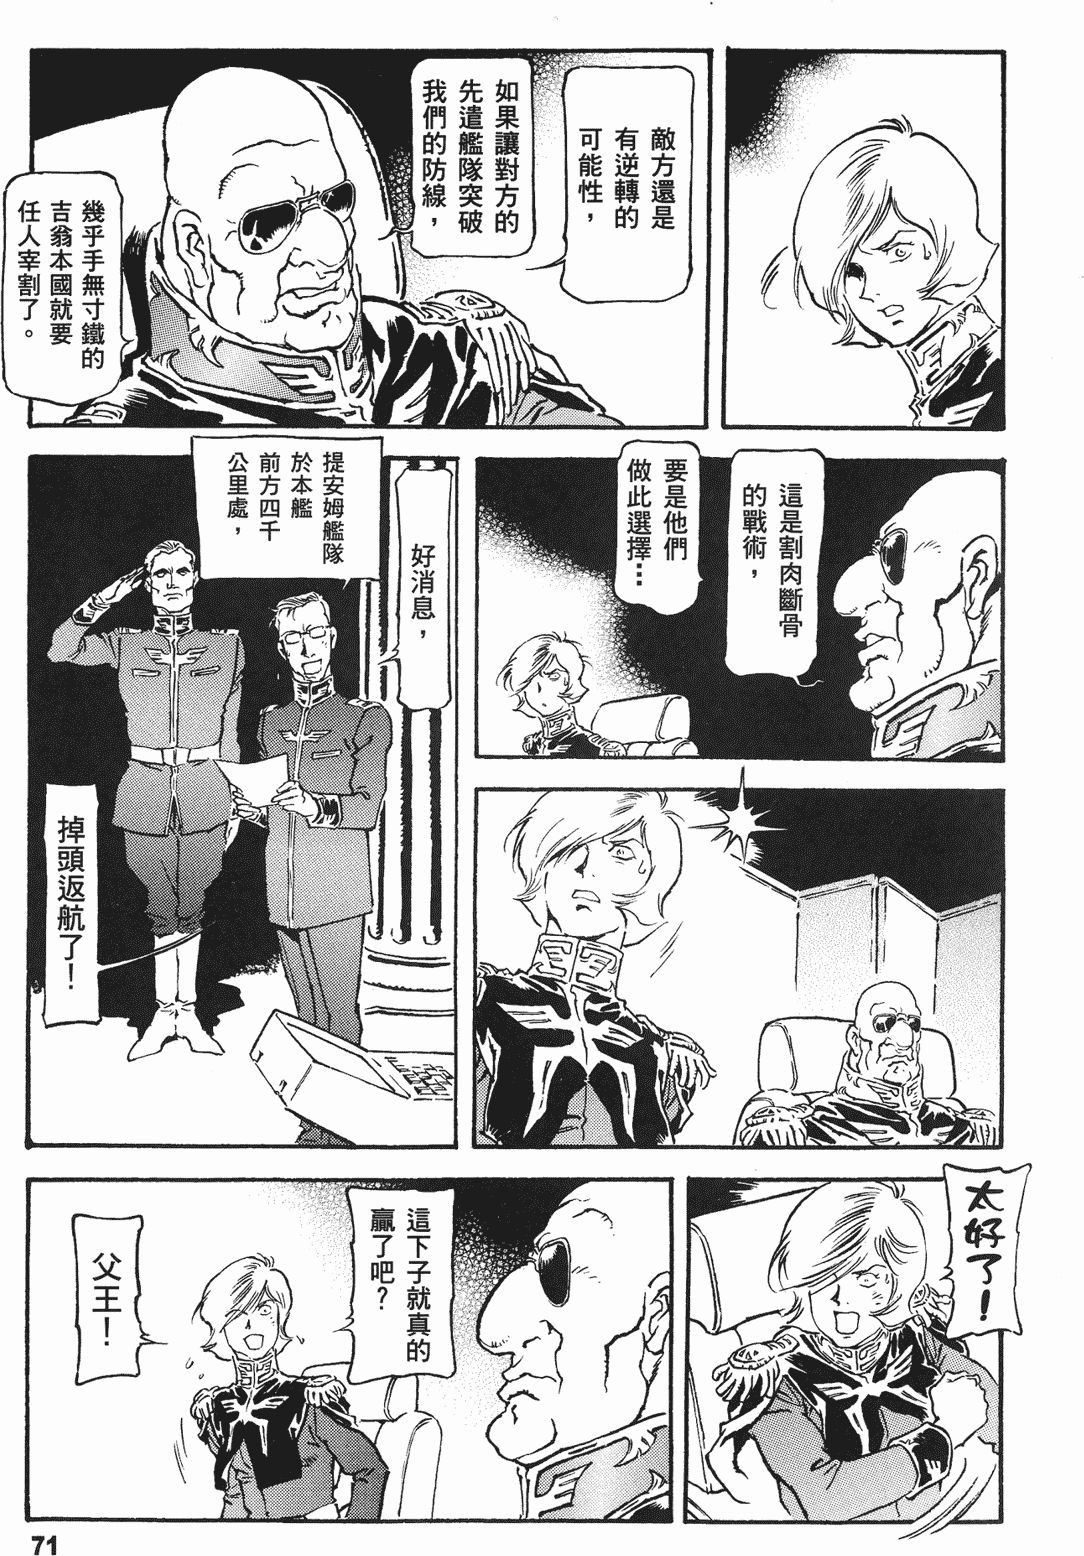 敵方還是
有逆轉的
可能性，
如果讓對方的
先遣艦隊突破
我們的防線，
幾乎手無寸鐵的
吉翁本國就要
任人宰割了。
這是割肉斷骨
的戰術，
要是他們
做此選擇…
好消息，
提安姆艦隊
於本艦
前方四千
公里處，
掉頭返航了！
太好了！
這下子就真的
贏了吧？
父王！
71